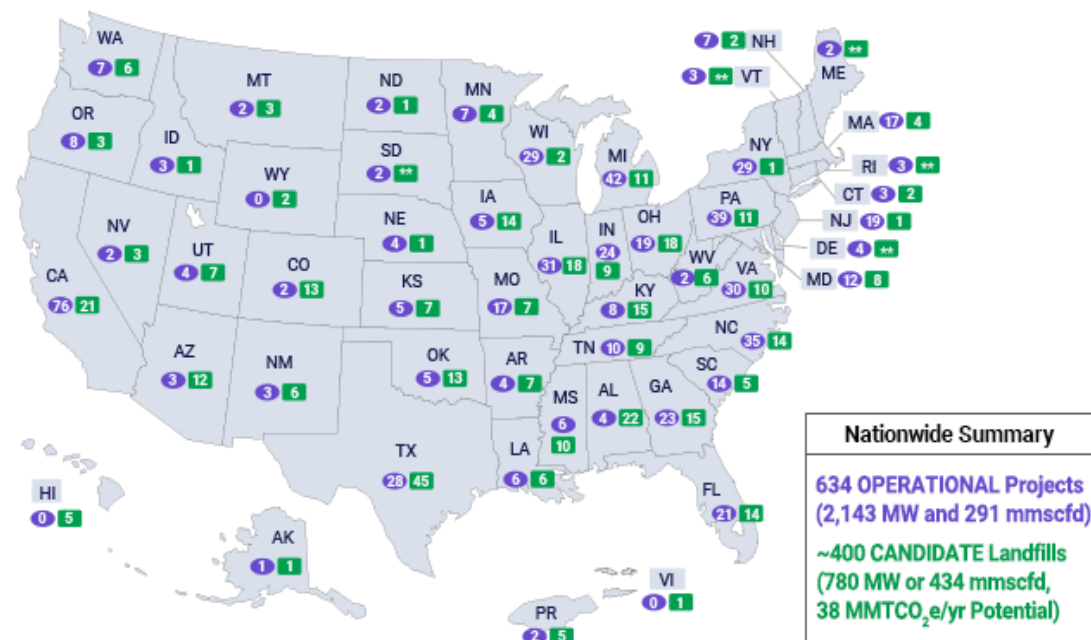 WA
7 6
MT
2 3
ND
2 1
MN
7 4
7 2 NH
2 **
ME
3 ** VT
OR
8 3
ID
3 1
WY
0 2
SD
2 **
WI
29 2
MI
42 11
NY
29 1
MA 17 4
RI 3 **
CT 3 2
NJ 19 1
DE 4 **
MD 12 8
NV
2 3
UT
4 7
CO
2 13
NE
4 1
IA
5 14
IL
31 18
IN
24
9
OH
19 18
PA
39 11
WV
2 6
VA
30 10
CA
76 21
KS
5 7
MO
17 7
KY
8 15
NC 35 14
TN 10 9
SC
14 5
AZ
3 12
NM
3 6
OK
5 13
AR
4 7
MS
6
10
AL
4 22
GA
23 15
TX
28 45
LA
6 6
FL
21 14
HI
0 5
AK
1 1
PR
2 5
VI
0 1
Nationwide Summary
634 OPERATIONAL Projects
(2,143 MW and 291 mmscfd)
~400 CANDIDATE Landfills
(780 MW or 434 mmscfd,
38 MMTCO₂e/yr Potential)